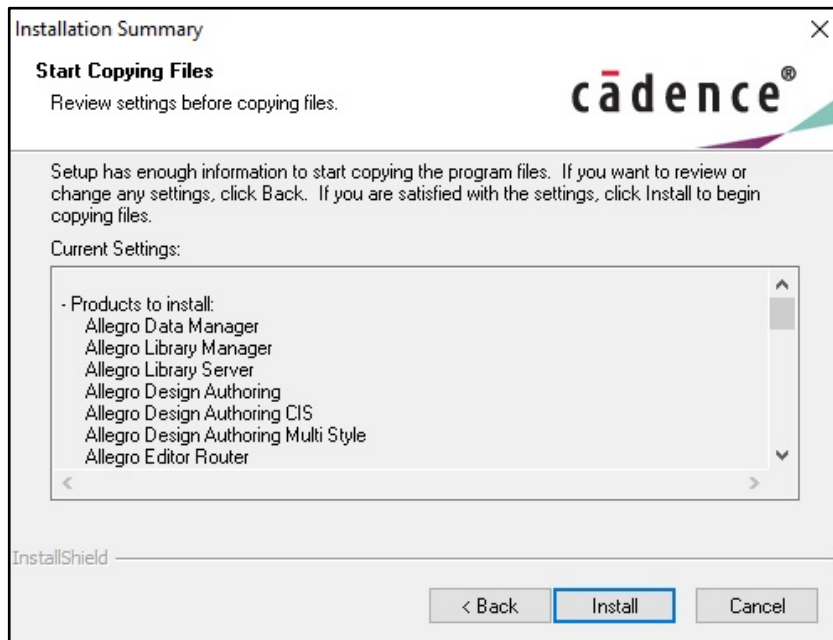 Installation Summary
Start Copying Files
Review settings before copying files.
cādence®
Setup has enough information to start copying the program files. If you want to review or
change any settings, click Back. If you are satisfied with the settings, click Install to begin
copying files.
Current Settings:
- Products to install:
Allegro Data Manager
Allegro Library Manager
Allegro Library Server
Allegro Design Authoring
Allegro Design Authoring CIS
Allegro Design Authoring Multi Style
Allegro Editor Router
InstallShield
< Back Install Cancel